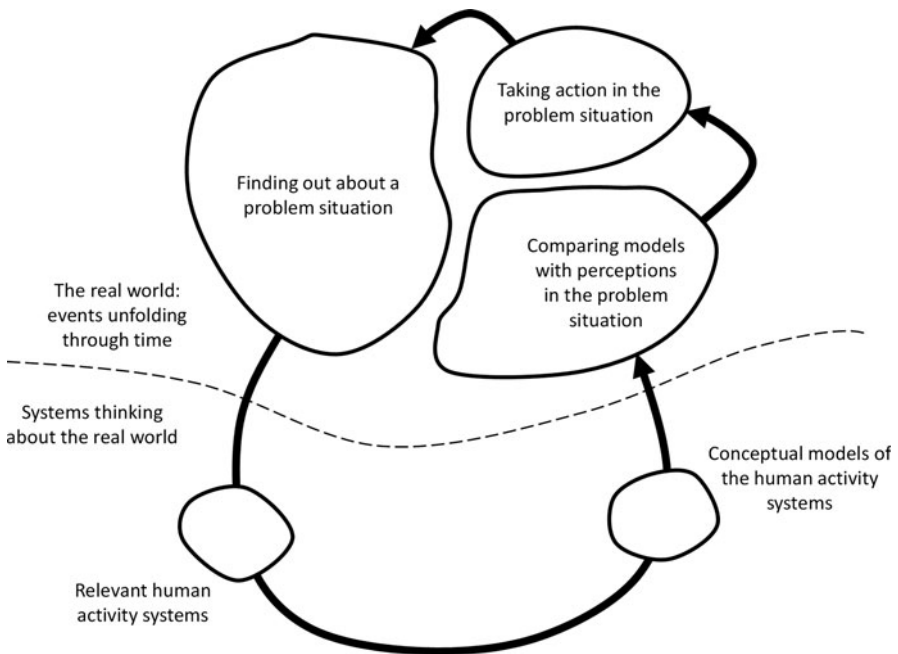 Taking action in the
problem situation
Finding out about a
problem situation
Comparing models
with perceptions
in the problem
situation
The real world:
events unfolding
through time
Systems thinking
about the real world
Conceptual models of
the human activity
systems
Relevant human
activity systems